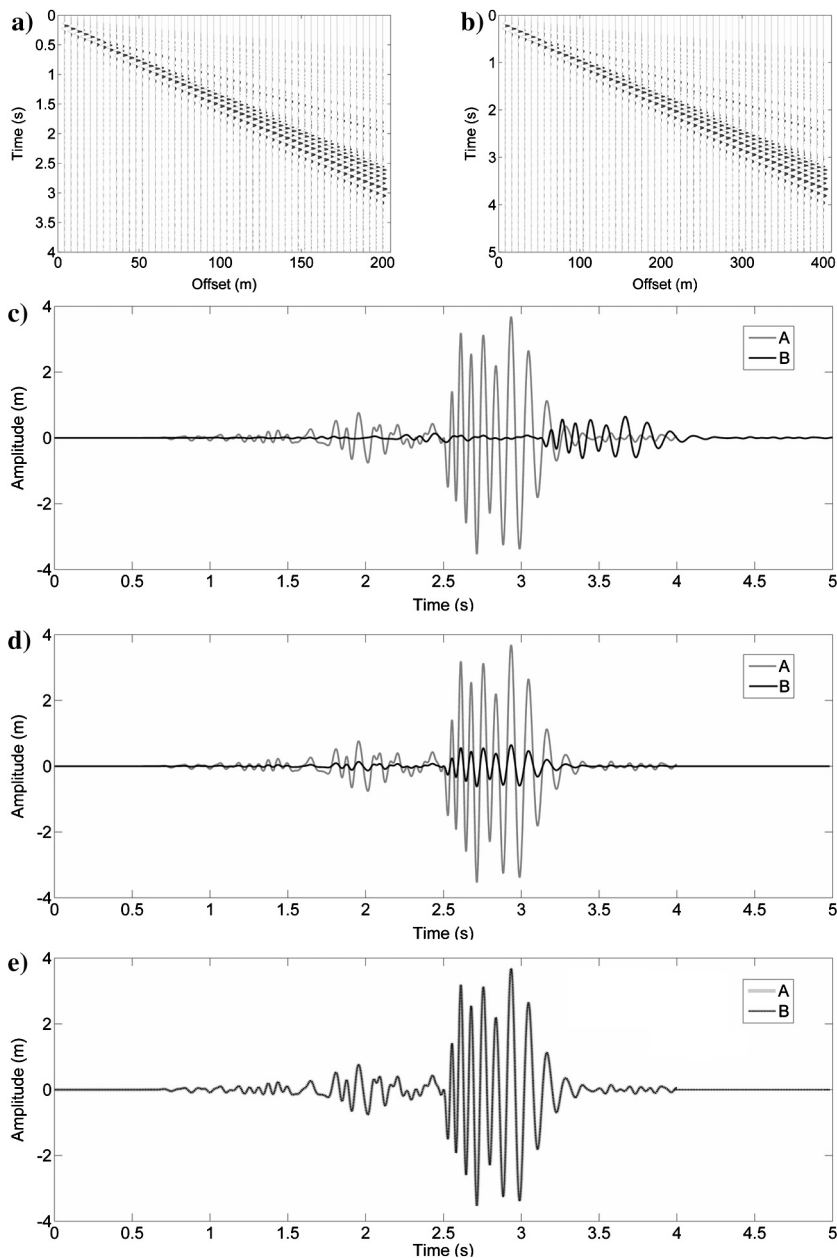 a)
0
0.5
1
1.5
2
2.5
3
3.5
4
Time (s)
0 50 100 150 200
Offset (m)
b)
0
1
2
3
4
5
Time (s)
0 100 200 300 400
Offset (m)
c)
4
2
0
-2
-4
Amplitude (m)
A
B
0 0.5 1 1.5 2 2.5 3 3.5 4 4.5 5
Time (s)
d)
4
2
0
-2
-4
Amplitude (m)
A
B
0 0.5 1 1.5 2 2.5 3 3.5 4 4.5 5
Time (s)
e)
4
2
0
-2
-4
Amplitude (m)
A
B
0 0.5 1 1.5 2 2.5 3 3.5 4 4.5 5
Time (s)